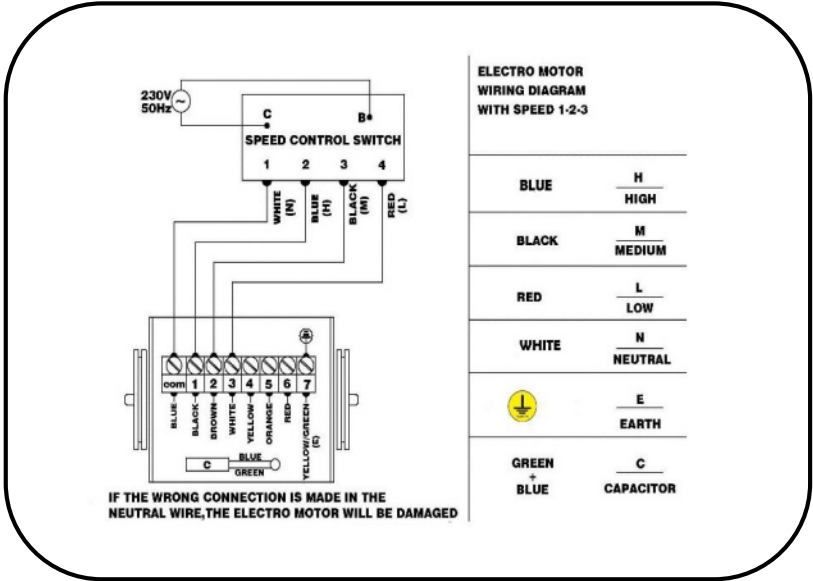 230V
50Hz
C
B
SPEED CONTROL SWITCH
1 2 3 4
WHITE
(N)
BLUE
(H)
BLACK
(M)
RED
(L)
com 1 2 3 4 5 6 7
BLUE
BLACK
BROWN
WHITE
YELLOW
ORANGE
RED
YELLOW/GREEN
(E)
C
BLUE
GREEN
IF THE WRONG CONNECTION IS MADE IN THE
NEUTRAL WIRE,THE ELECTRO MOTOR WILL BE DAMAGED
ELECTRO MOTOR
WIRING DIAGRAM
WITH SPEED 1-2-3
BLUE
H
HIGH
BLACK
M
MEDIUM
RED
L
LOW
WHITE
N
NEUTRAL
E
EARTH
GREEN
+
BLUE
C
CAPACITOR